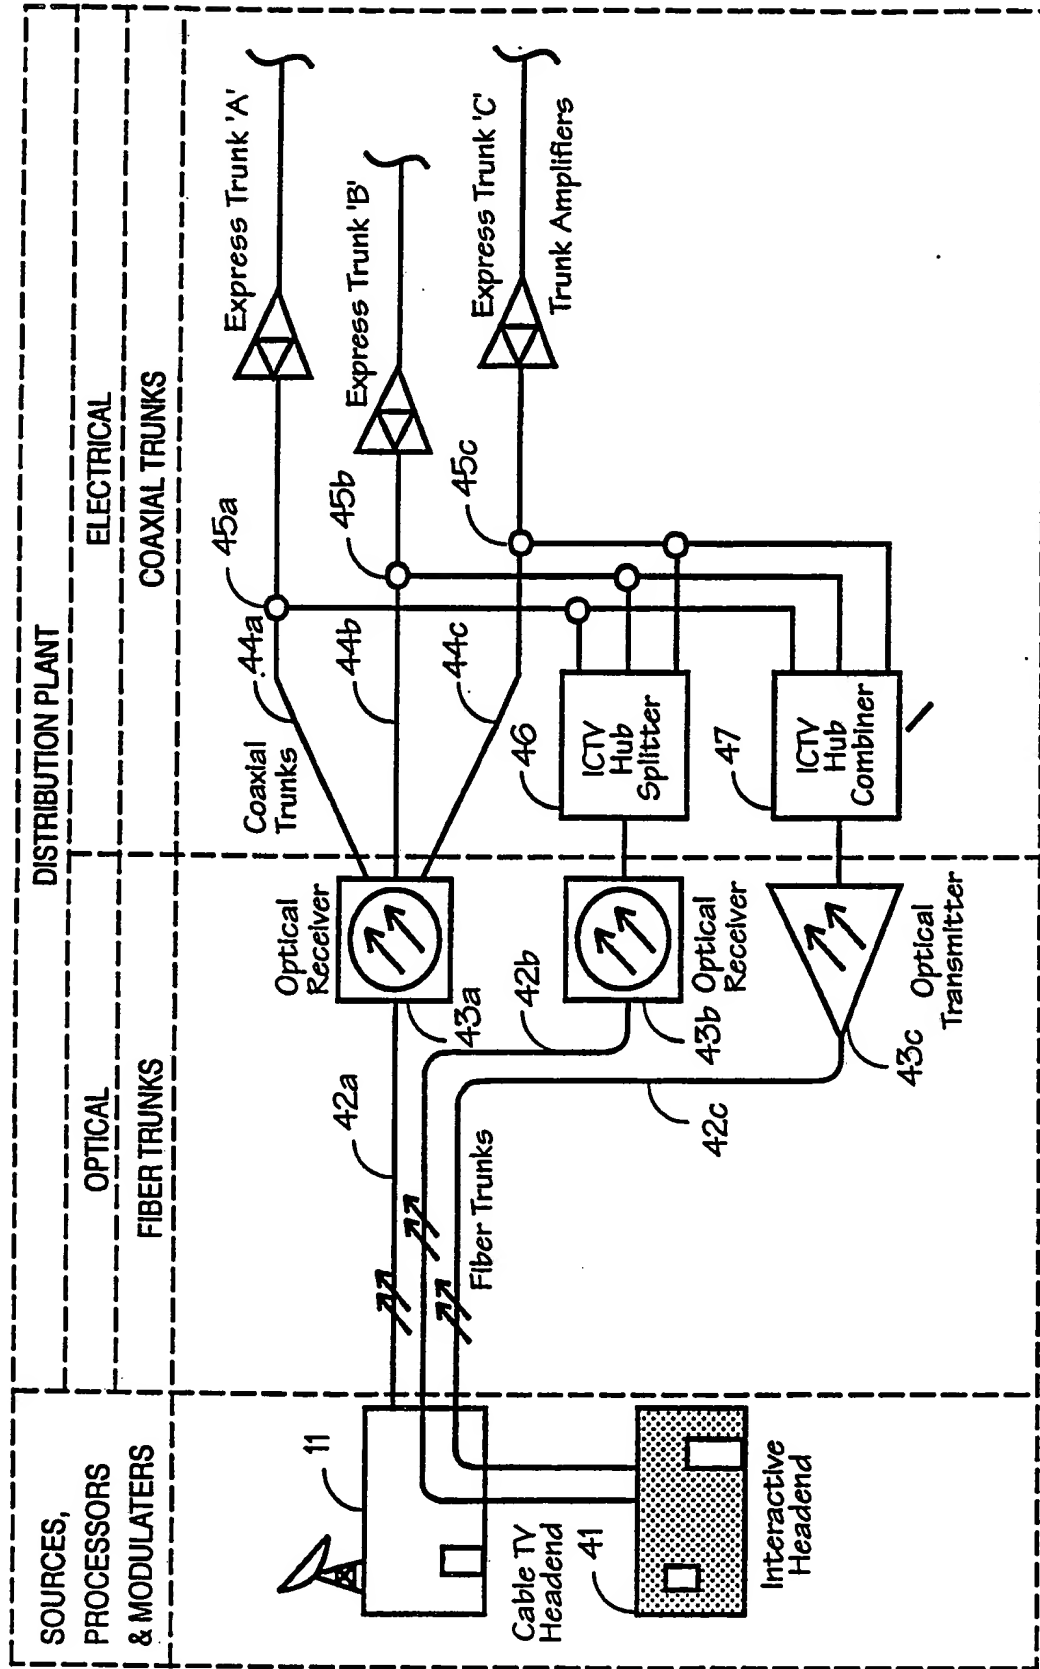 SOURCES,
PROCESSORS
& MODULATERS
DISTRIBUTION PLANT
OPTICAL
ELECTRICAL
FIBER TRUNKS
COAXIAL TRUNKS
11
Cable TV
Headend
41
Interactive
Headend
42a
Fiber Trunks
42b
42c
Optical
Receiver
43a
43b
Optical
Receiver
43c
Optical
Transmitter
Coaxial
Trunks
44a
44b
44c
45a
45b
45c
46
ICTV
Hub
Splitter
47
ICTV
Hub
Combiner
Express Trunk 'A'
Express Trunk 'B'
Express Trunk 'C'
Trunk Amplifiers